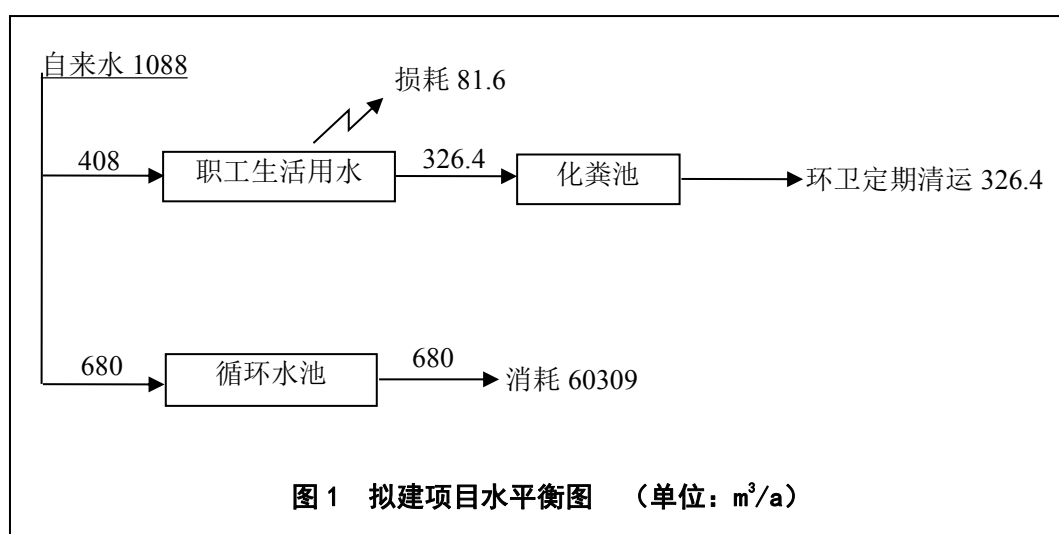 自来水 1088
损耗 81.6
408
职工生活用水
326.4
化粪池
环卫定期清运 326.4
680
循环水池
680
消耗 60309
图 1 拟建项目水平衡图 （单位：m³/a）